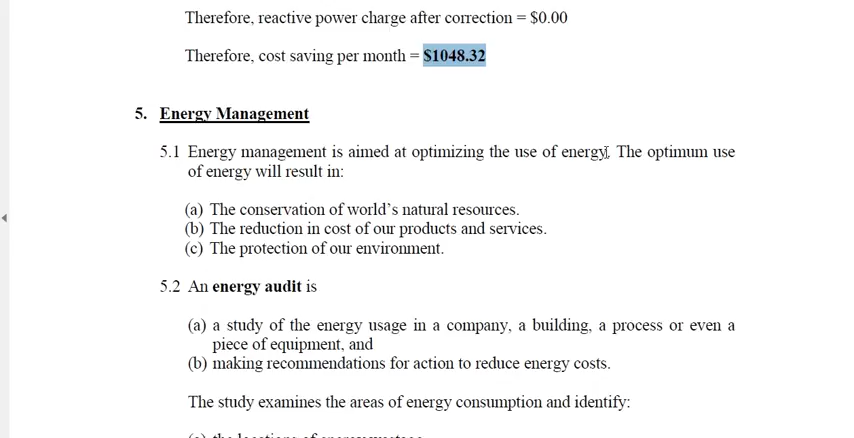 Therefore, reactive power charge after correction = $0.00
Therefore, cost saving per month = $1048.32
5. Energy Management
5.1 Energy management is aimed at optimizing the use of energy. The optimum use
of energy will result in:
(a) The conservation of world's natural resources.
(b) The reduction in cost of our products and services.
(c) The protection of our environment.
5.2 An energy audit is
(a) a study of the energy usage in a company, a building, a process or even a
piece of equipment, and
(b) making recommendations for action to reduce energy costs.
The study examines the areas of energy consumption and identify: